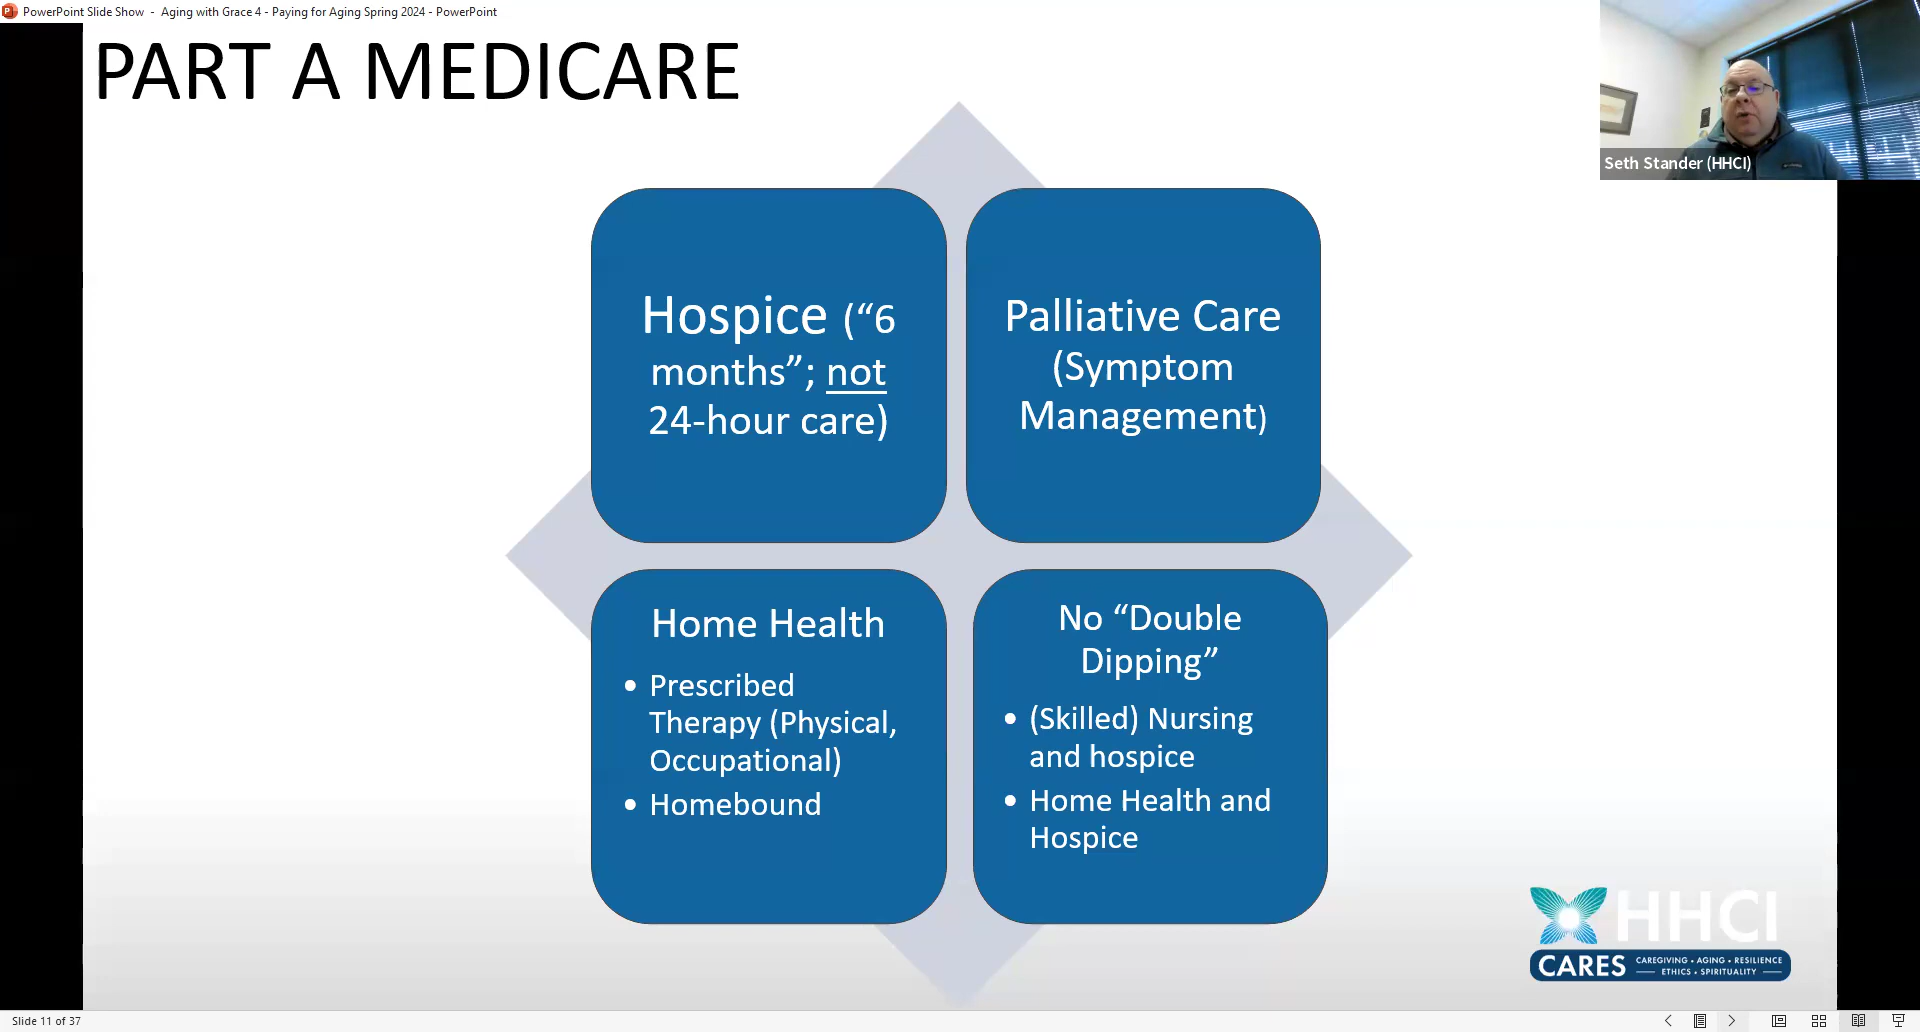 PowerPoint Slide Show - Aging with Grace 4 - Paying for Aging Spring 2024 - PowerPoint
PART A MEDICARE
Seth Stander (HHCI)
Hospice (“6
months”; not
24-hour care)
Palliative Care
(Symptom
Management)
Home Health
• Prescribed
Therapy (Physical,
Occupational)
• Homebound
No “Double
Dipping”
• (Skilled) Nursing
and hospice
• Home Health and
Hospice
HHCI
CARES
CAREGIVING • AGING • RESILIENCE
ETHICS • SPIRITUALITY
Slide 11 of 37